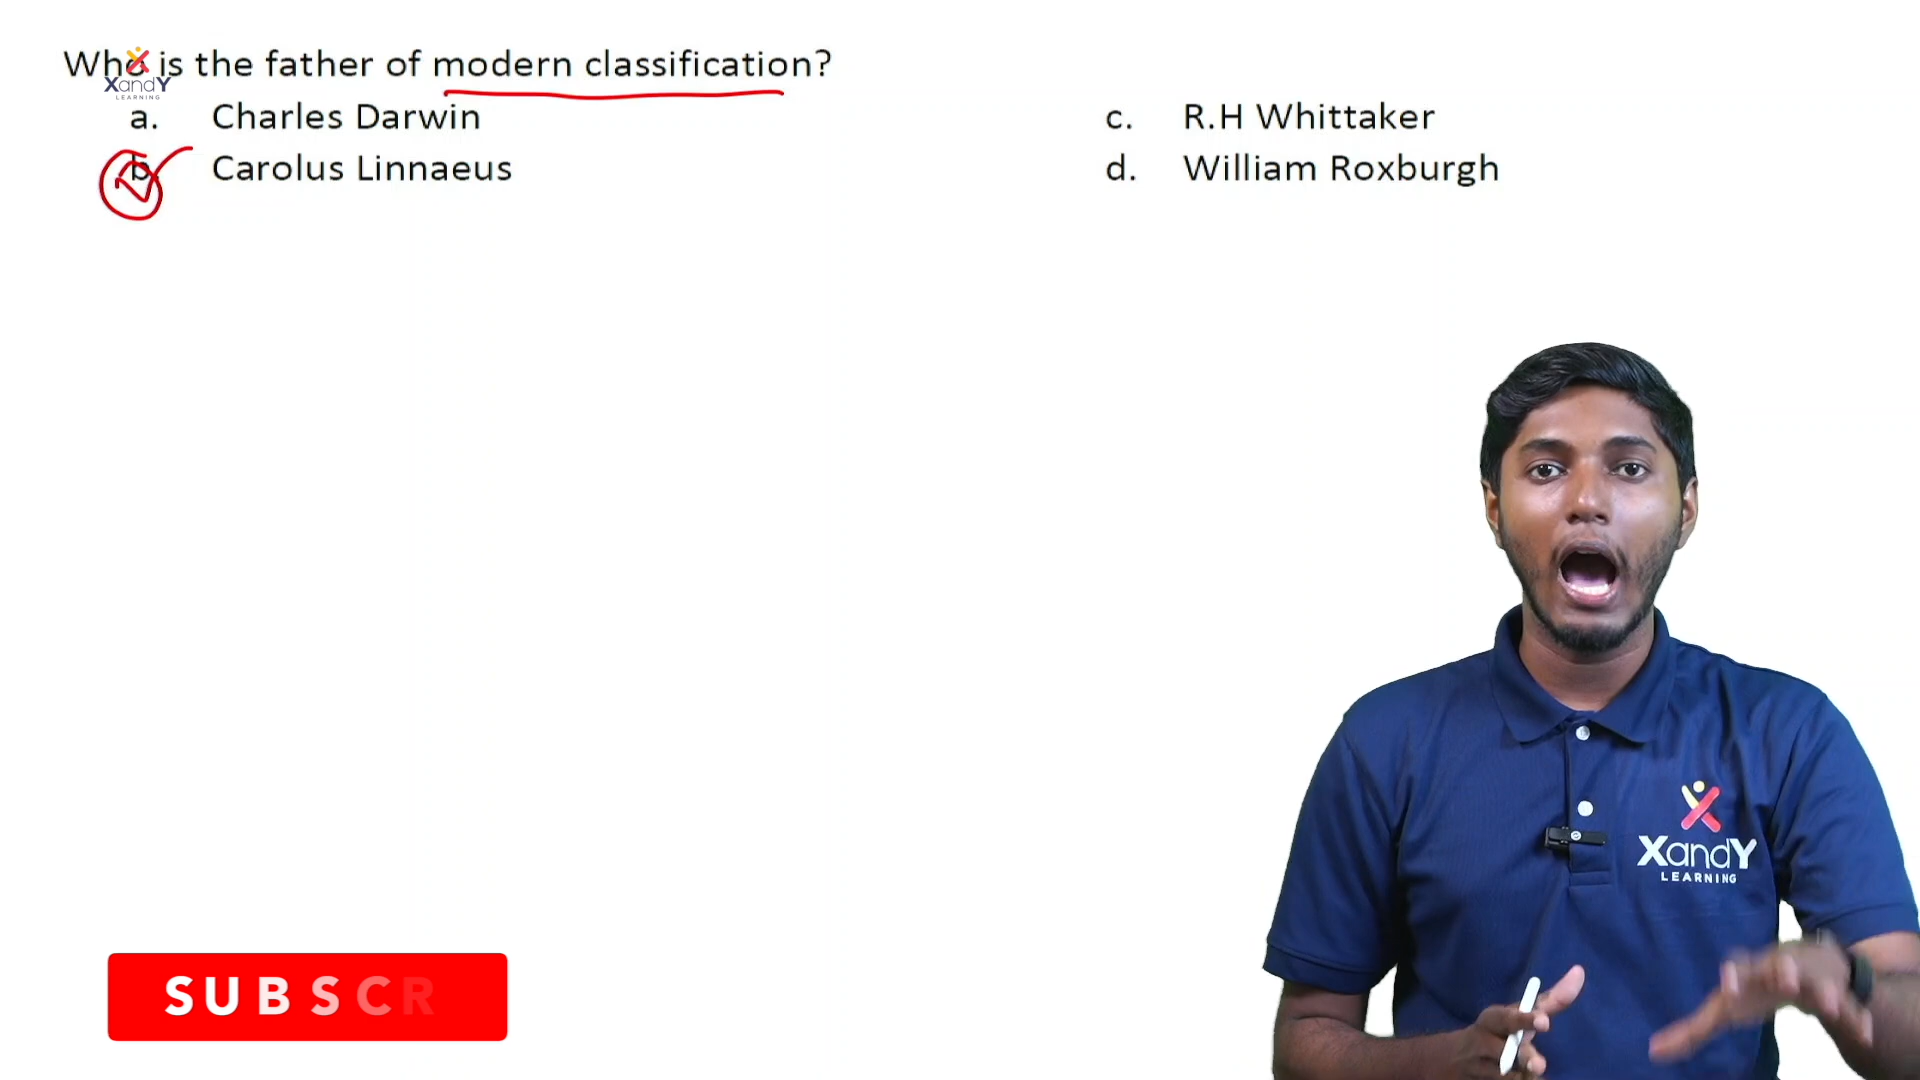 Who is the father of modern classification?
XandY
LEARNING
a. Charles Darwin
b. Carolus Linnaeus
c. R.H Whittaker
d. William Roxburgh
XandY
LEARNING
SUBSCR